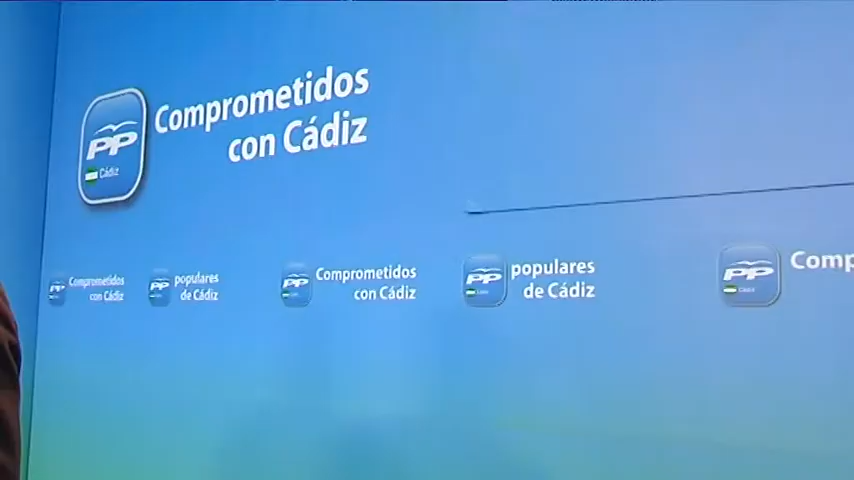 Comprometidos
con Cádiz
PP
Cádiz
PP
Comprometidos
con Cádiz
PP
populares
de Cádiz
PP
Comprometidos
con Cádiz
PP
populares
de Cádiz
PP
Cádiz
Comp